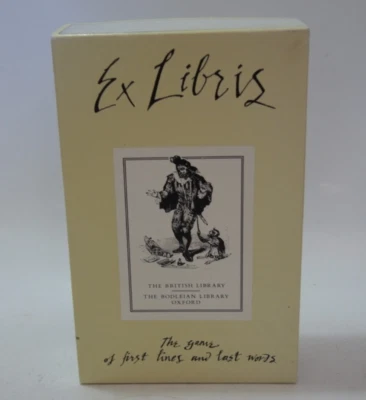 Ex Libris
THE BRITISH LIBRARY
THE BODLEIAN LIBRARY
OXFORD
The game
of first lines and last words